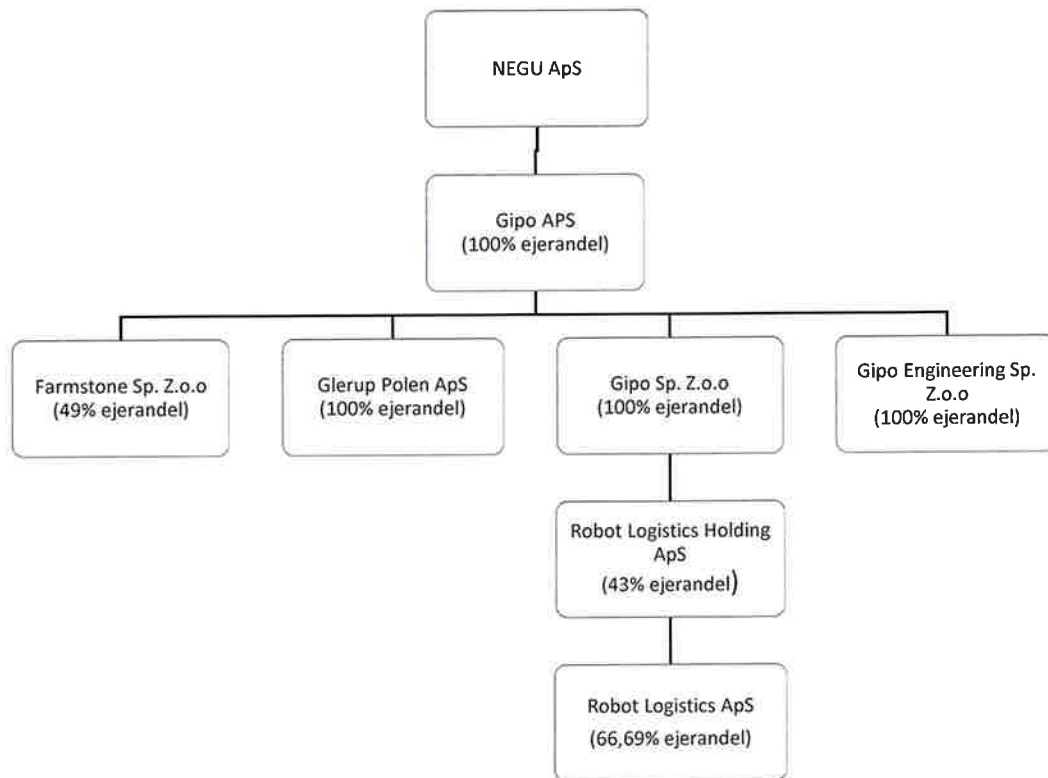 NEGU ApS
Gipo APS
(100% ejerandel)
Farmstone Sp. Z.o.o
(49% ejerandel)
Glerup Polen ApS
(100% ejerandel)
Gipo Sp. Z.o.o
(100% ejerandel)
Gipo Engineering Sp.
Z.o.o
(100% ejerandel)
Robot Logistics Holding
ApS
(43% ejerandel)
Robot Logistics ApS
(66,69% ejerandel)